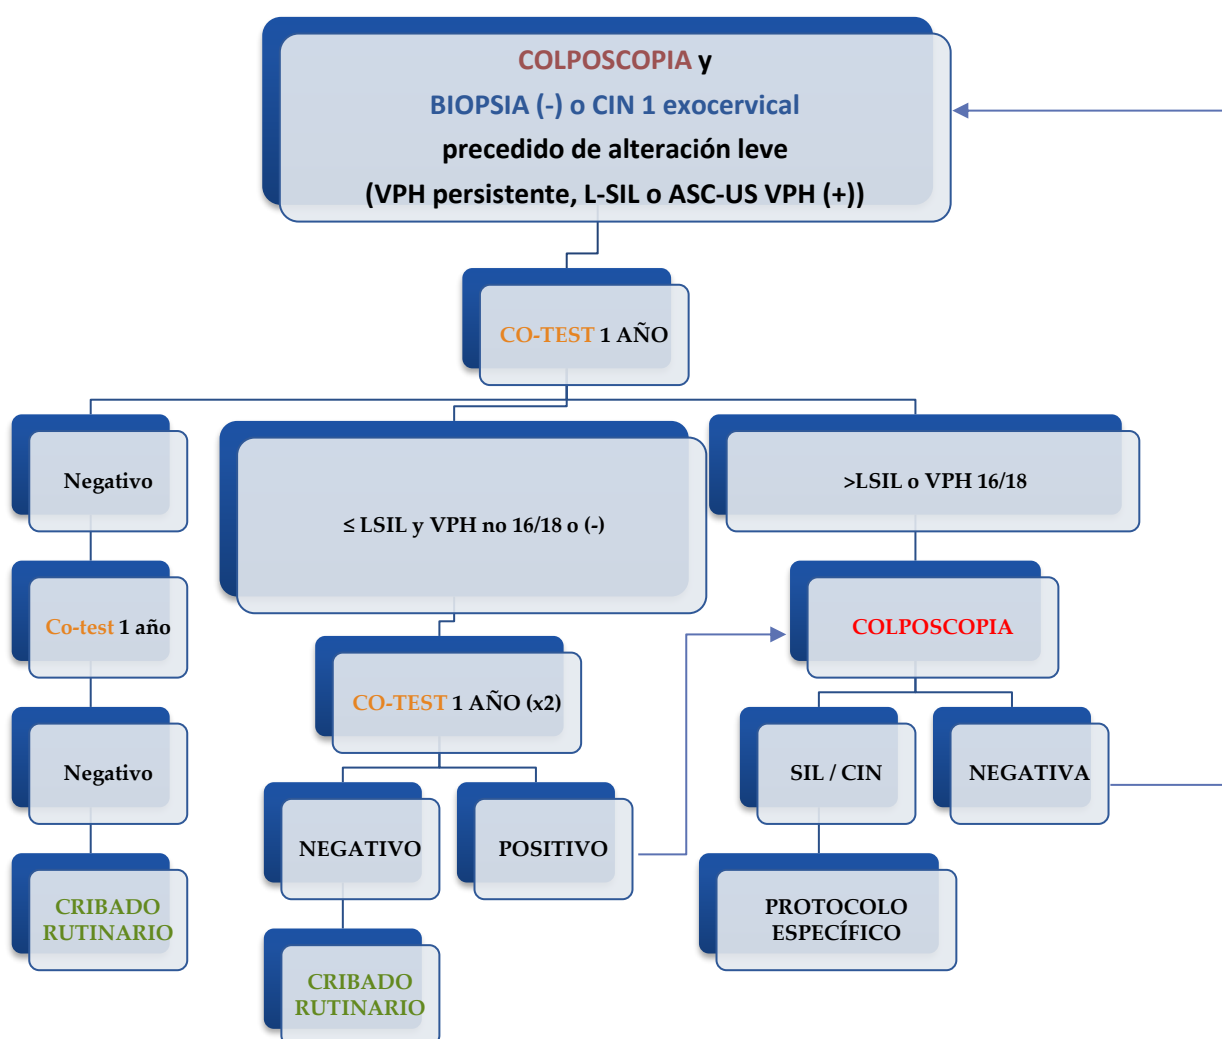 COLPOSCOPIA y
BIOPSIA (-) o CIN 1 exocervical
precedido de alteración leve
(VPH persistente, L-SIL o ASC-US VPH (+))
CO-TEST 1 AÑO
Negativo
≤ LSIL y VPH no 16/18 o (-)
>LSIL o VPH 16/18
Co-test 1 año
CO-TEST 1 AÑO (x2)
COLPOSCOPIA
Negativo
NEGATIVO
POSITIVO
SIL / CIN
NEGATIVA
CRIBADO
RUTINARIO
CRIBADO
RUTINARIO
PROTOCOLO
ESPECÍFICO